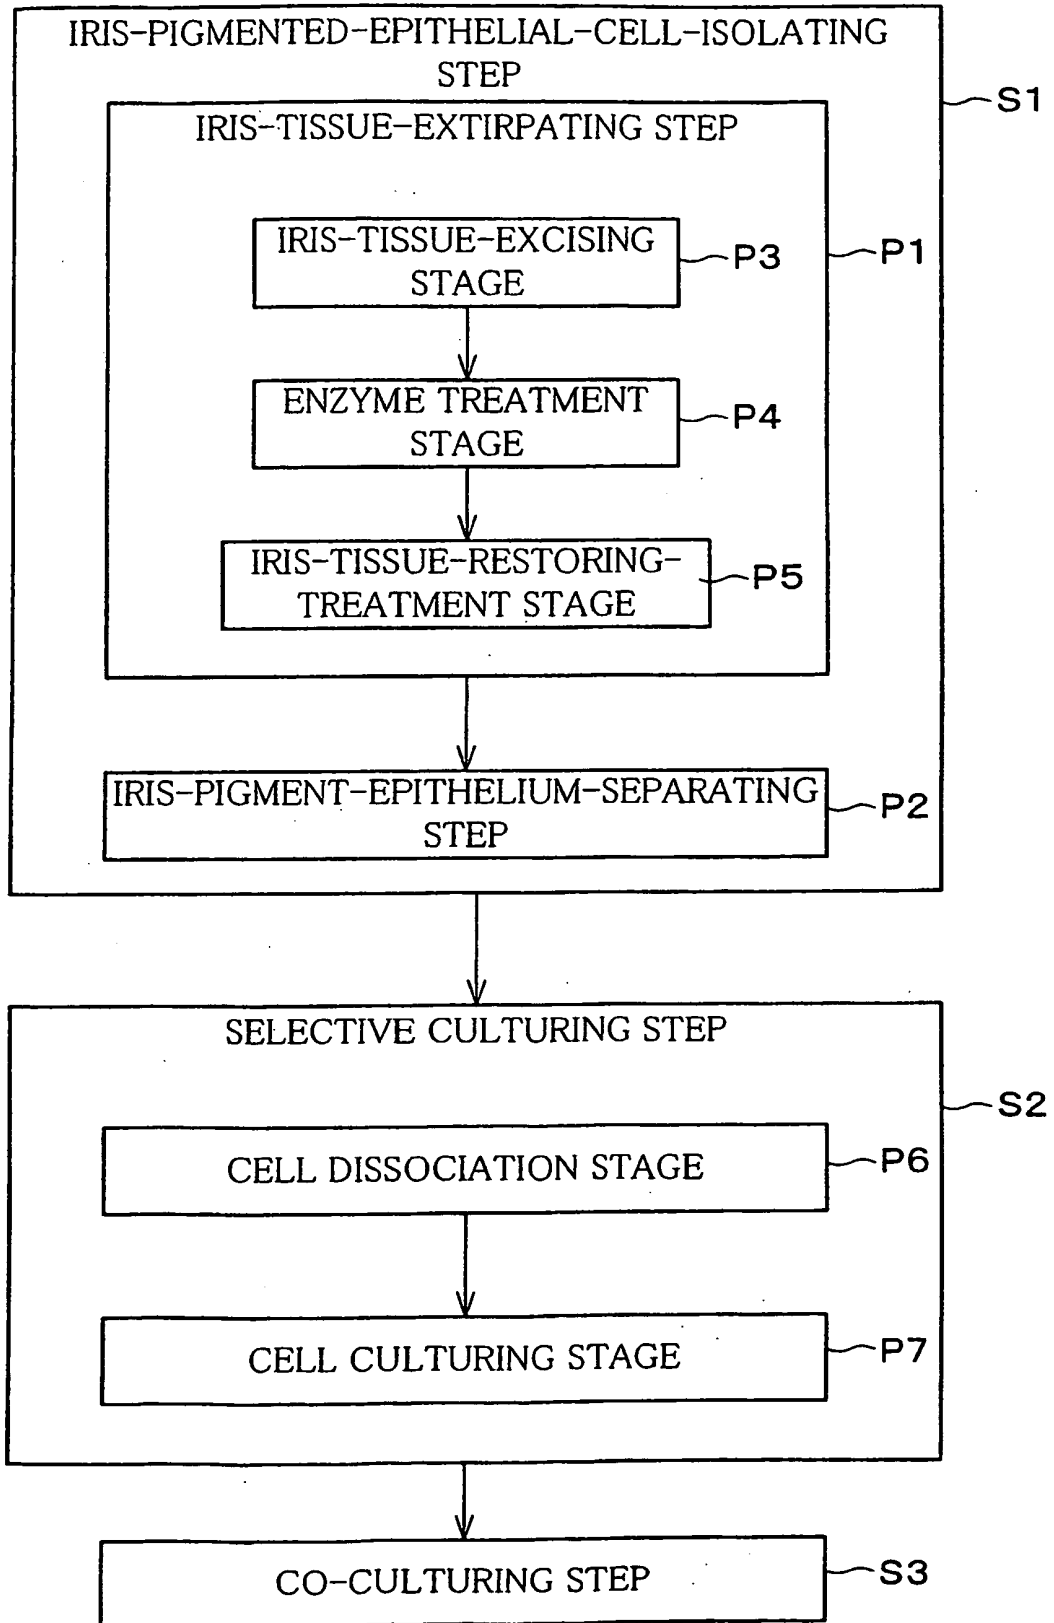 IRIS-PIGMENTED-EPITHELIAL-CELL-ISOLATING
STEP
S1
IRIS-TISSUE-EXTIRPATING STEP
P1
IRIS-TISSUE-EXCISING
STAGE
P3
ENZYME TREATMENT
STAGE
P4
IRIS-TISSUE-RESTORING-
TREATMENT STAGE
P5
IRIS-PIGMENT-EPITHELIUM-SEPARATING
STEP
P2
SELECTIVE CULTURING STEP
S2
CELL DISSOCIATION STAGE
P6
CELL CULTURING STAGE
P7
CO-CULTURING STEP
S3